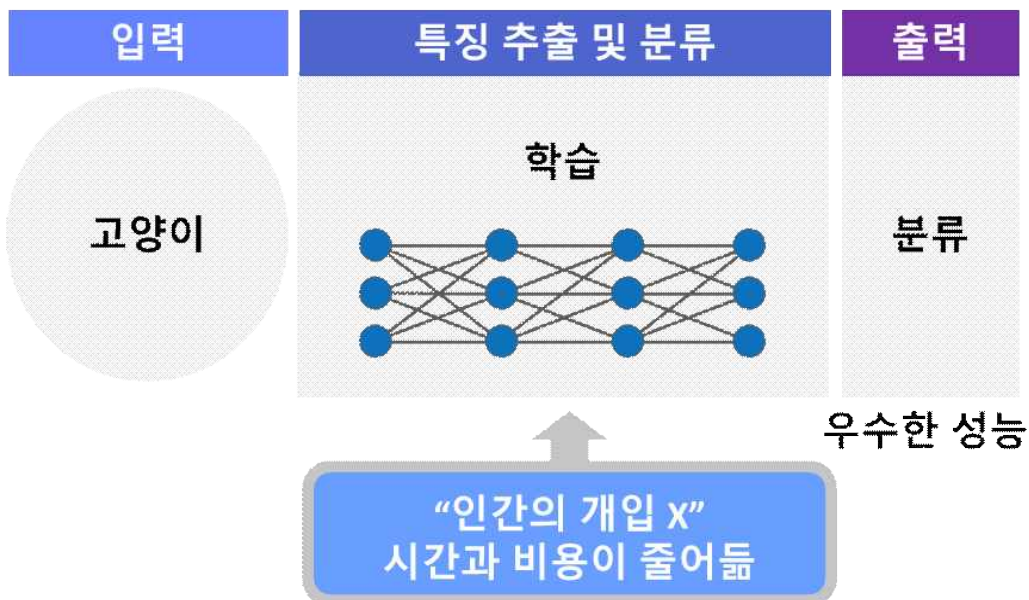 입력
특징 추출 및 분류
출력
고양이
학습
분류
우수한 성능
“인간의 개입 X”
시간과 비용이 줄어듦